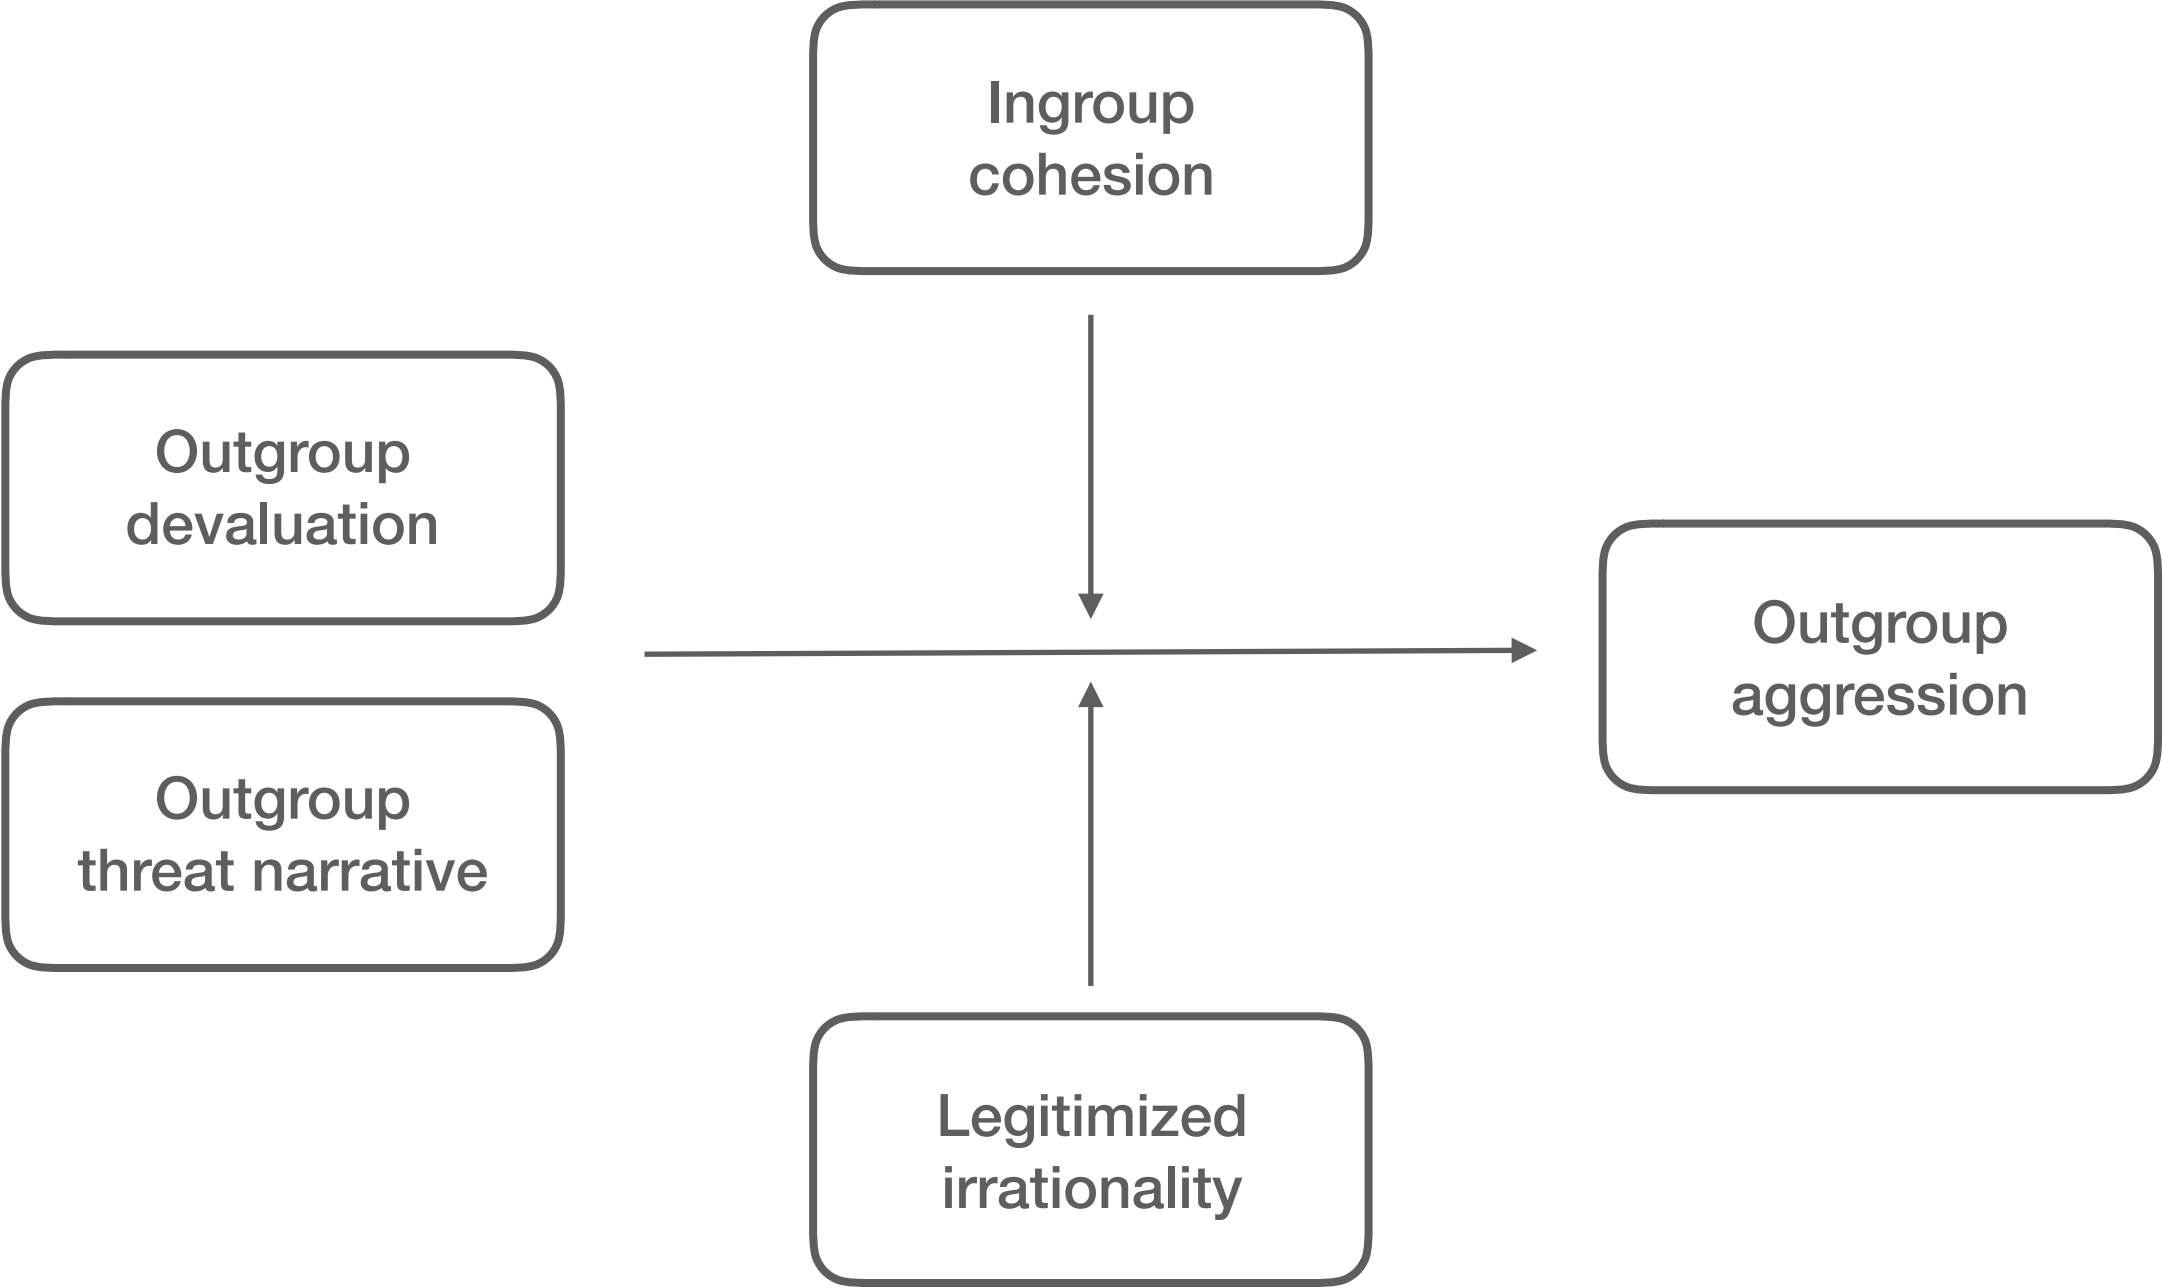 Ingroup
cohesion
Outgroup
devaluation
Outgroup
threat narrative
Outgroup
aggression
Legitimized
irrationality